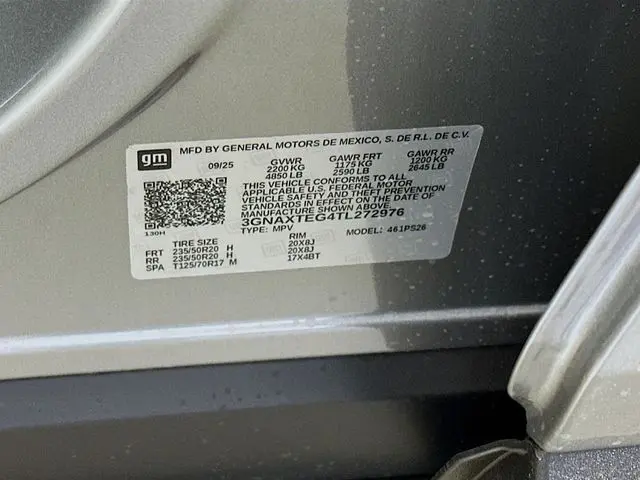 MFD BY GENERAL MOTORS DE MEXICO, S. DE R.L. DE C.V.
gm
09/25 GVWR GAWR FRT GAWR RR
2200 KG 1175 KG 1200 KG
4850 LB 2590 LB 2645 LB
THIS VEHICLE CONFORMS TO ALL
APPLICABLE U.S. FEDERAL MOTOR
VEHICLE SAFETY AND THEFT PREVENTION
STANDARDS IN EFFECT ON THE DATE OF
MANUFACTURE SHOWN ABOVE.
3GNAXTEG4TL272976
130H
TYPE: MPV MODEL: 461PS26
TIRE SIZE RIM
FRT 235/50R20 H 20X8J
RR 235/50R20 H 20X8J
SPA T125/70R17 M 17X4BT